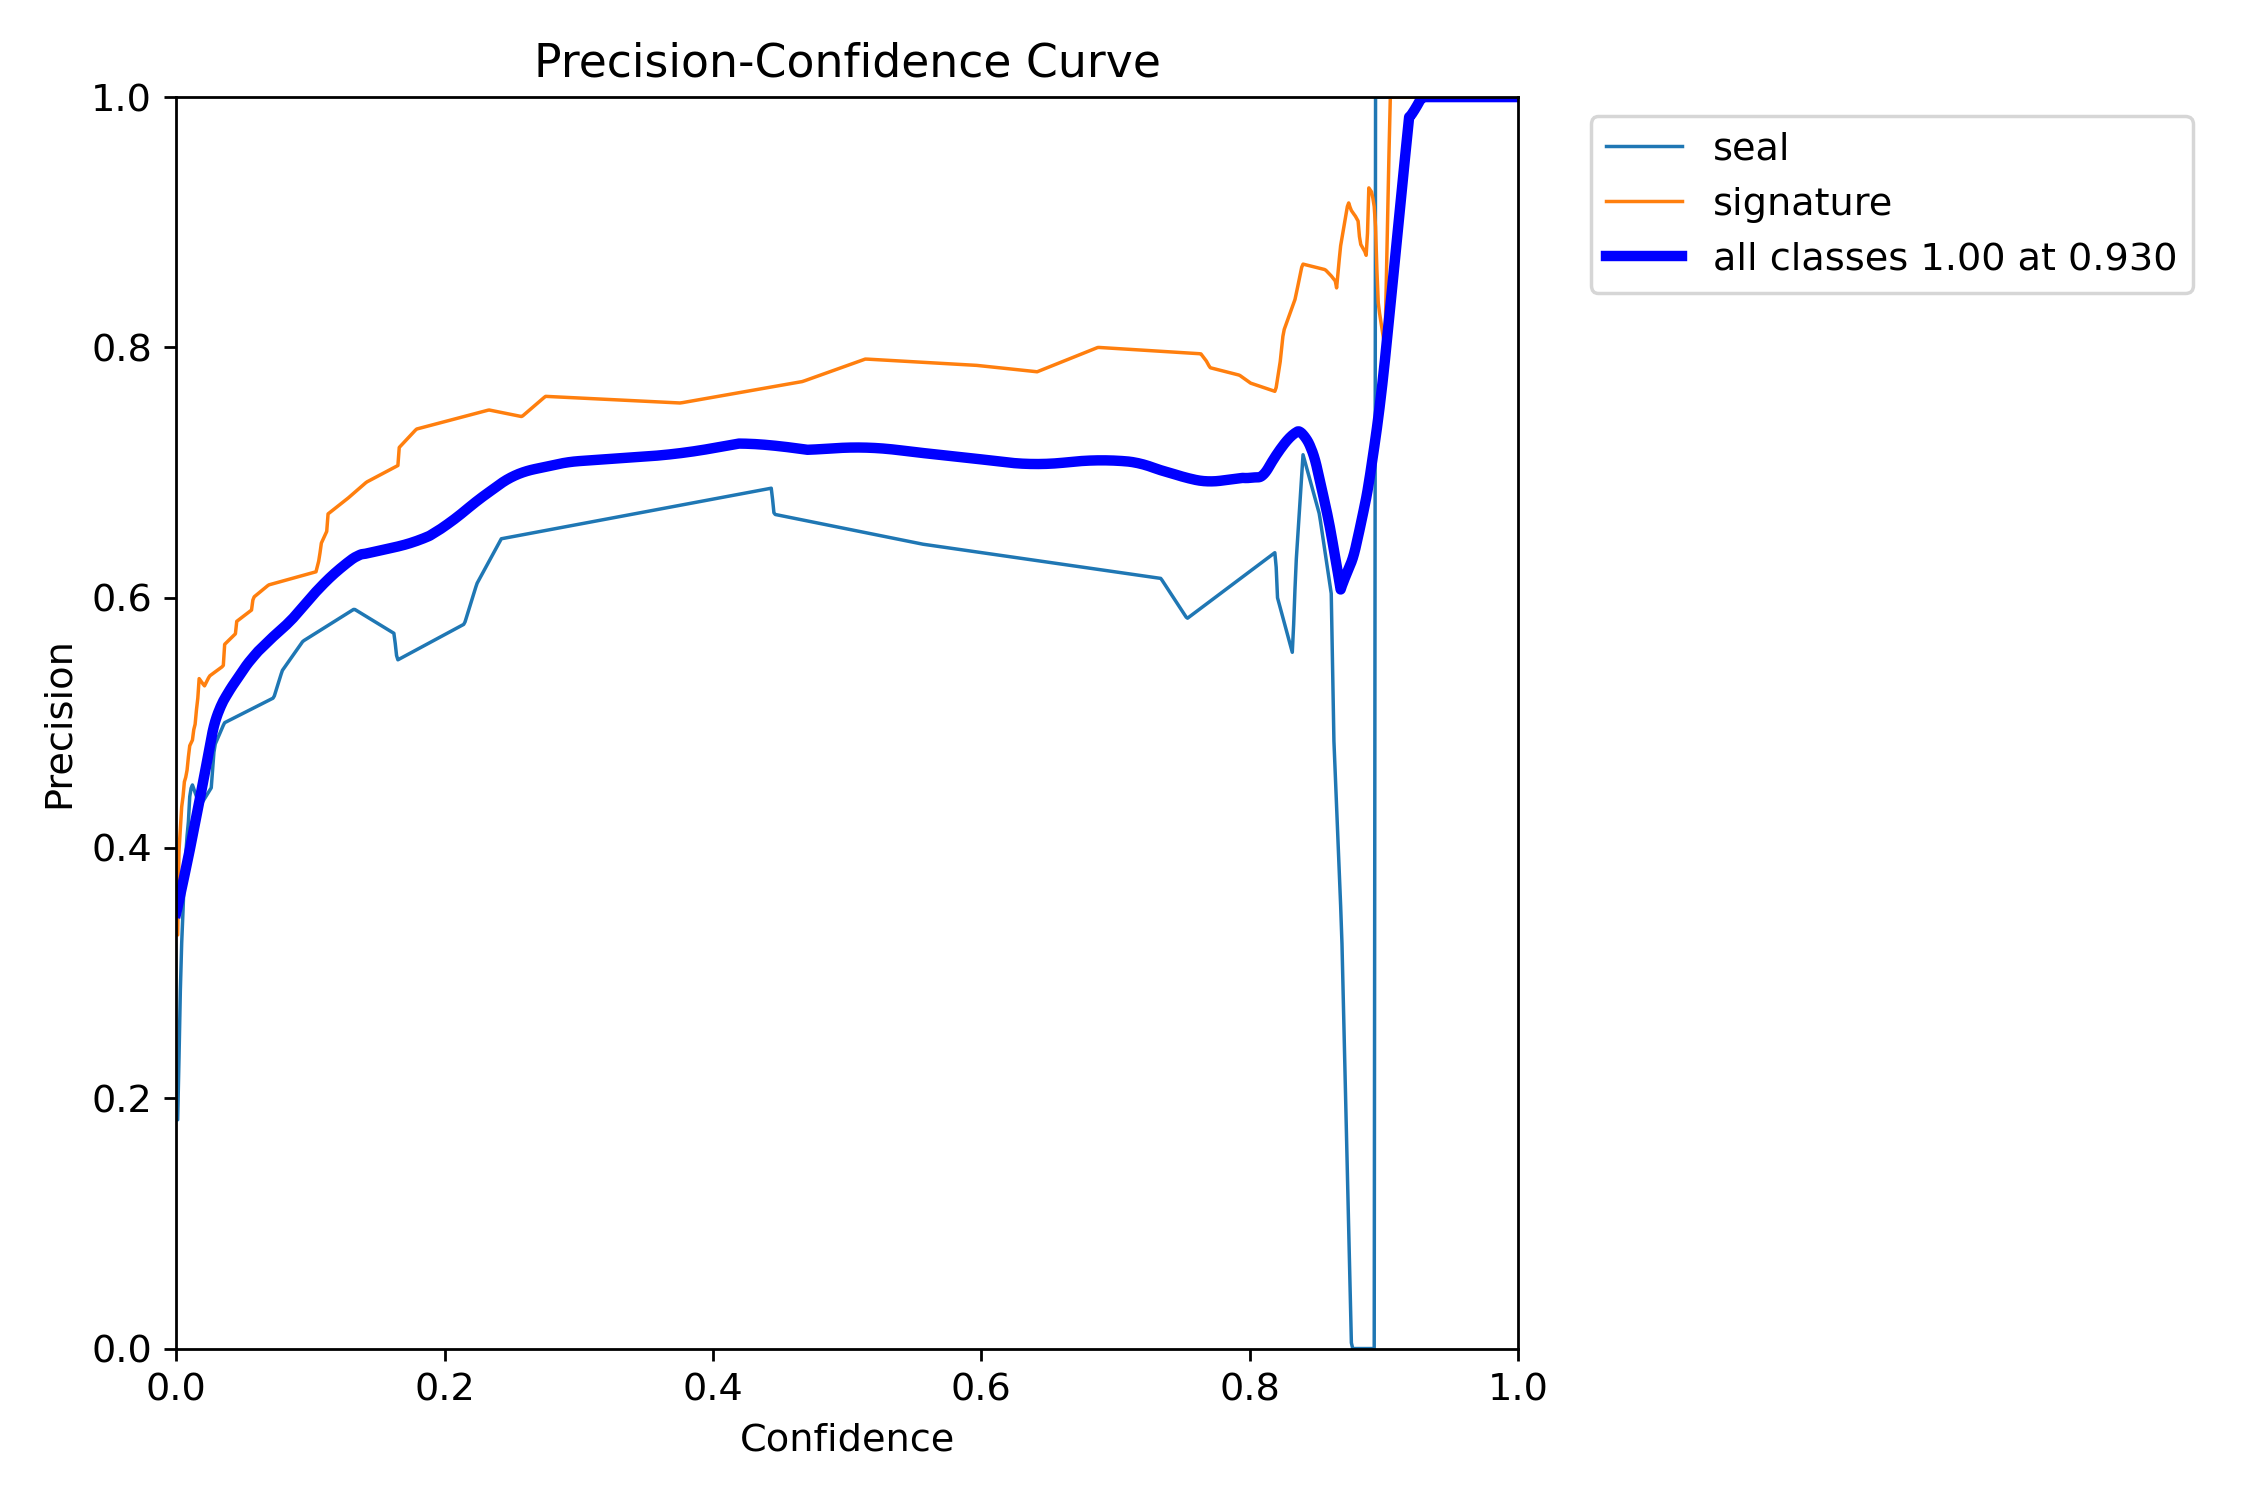 Precision-Confidence Curve
1.0
0.8
0.6
0.4
0.2
0.0
Precision
0.0 0.2 0.4 0.6 0.8 1.0
Confidence
seal
signature
all classes 1.00 at 0.930